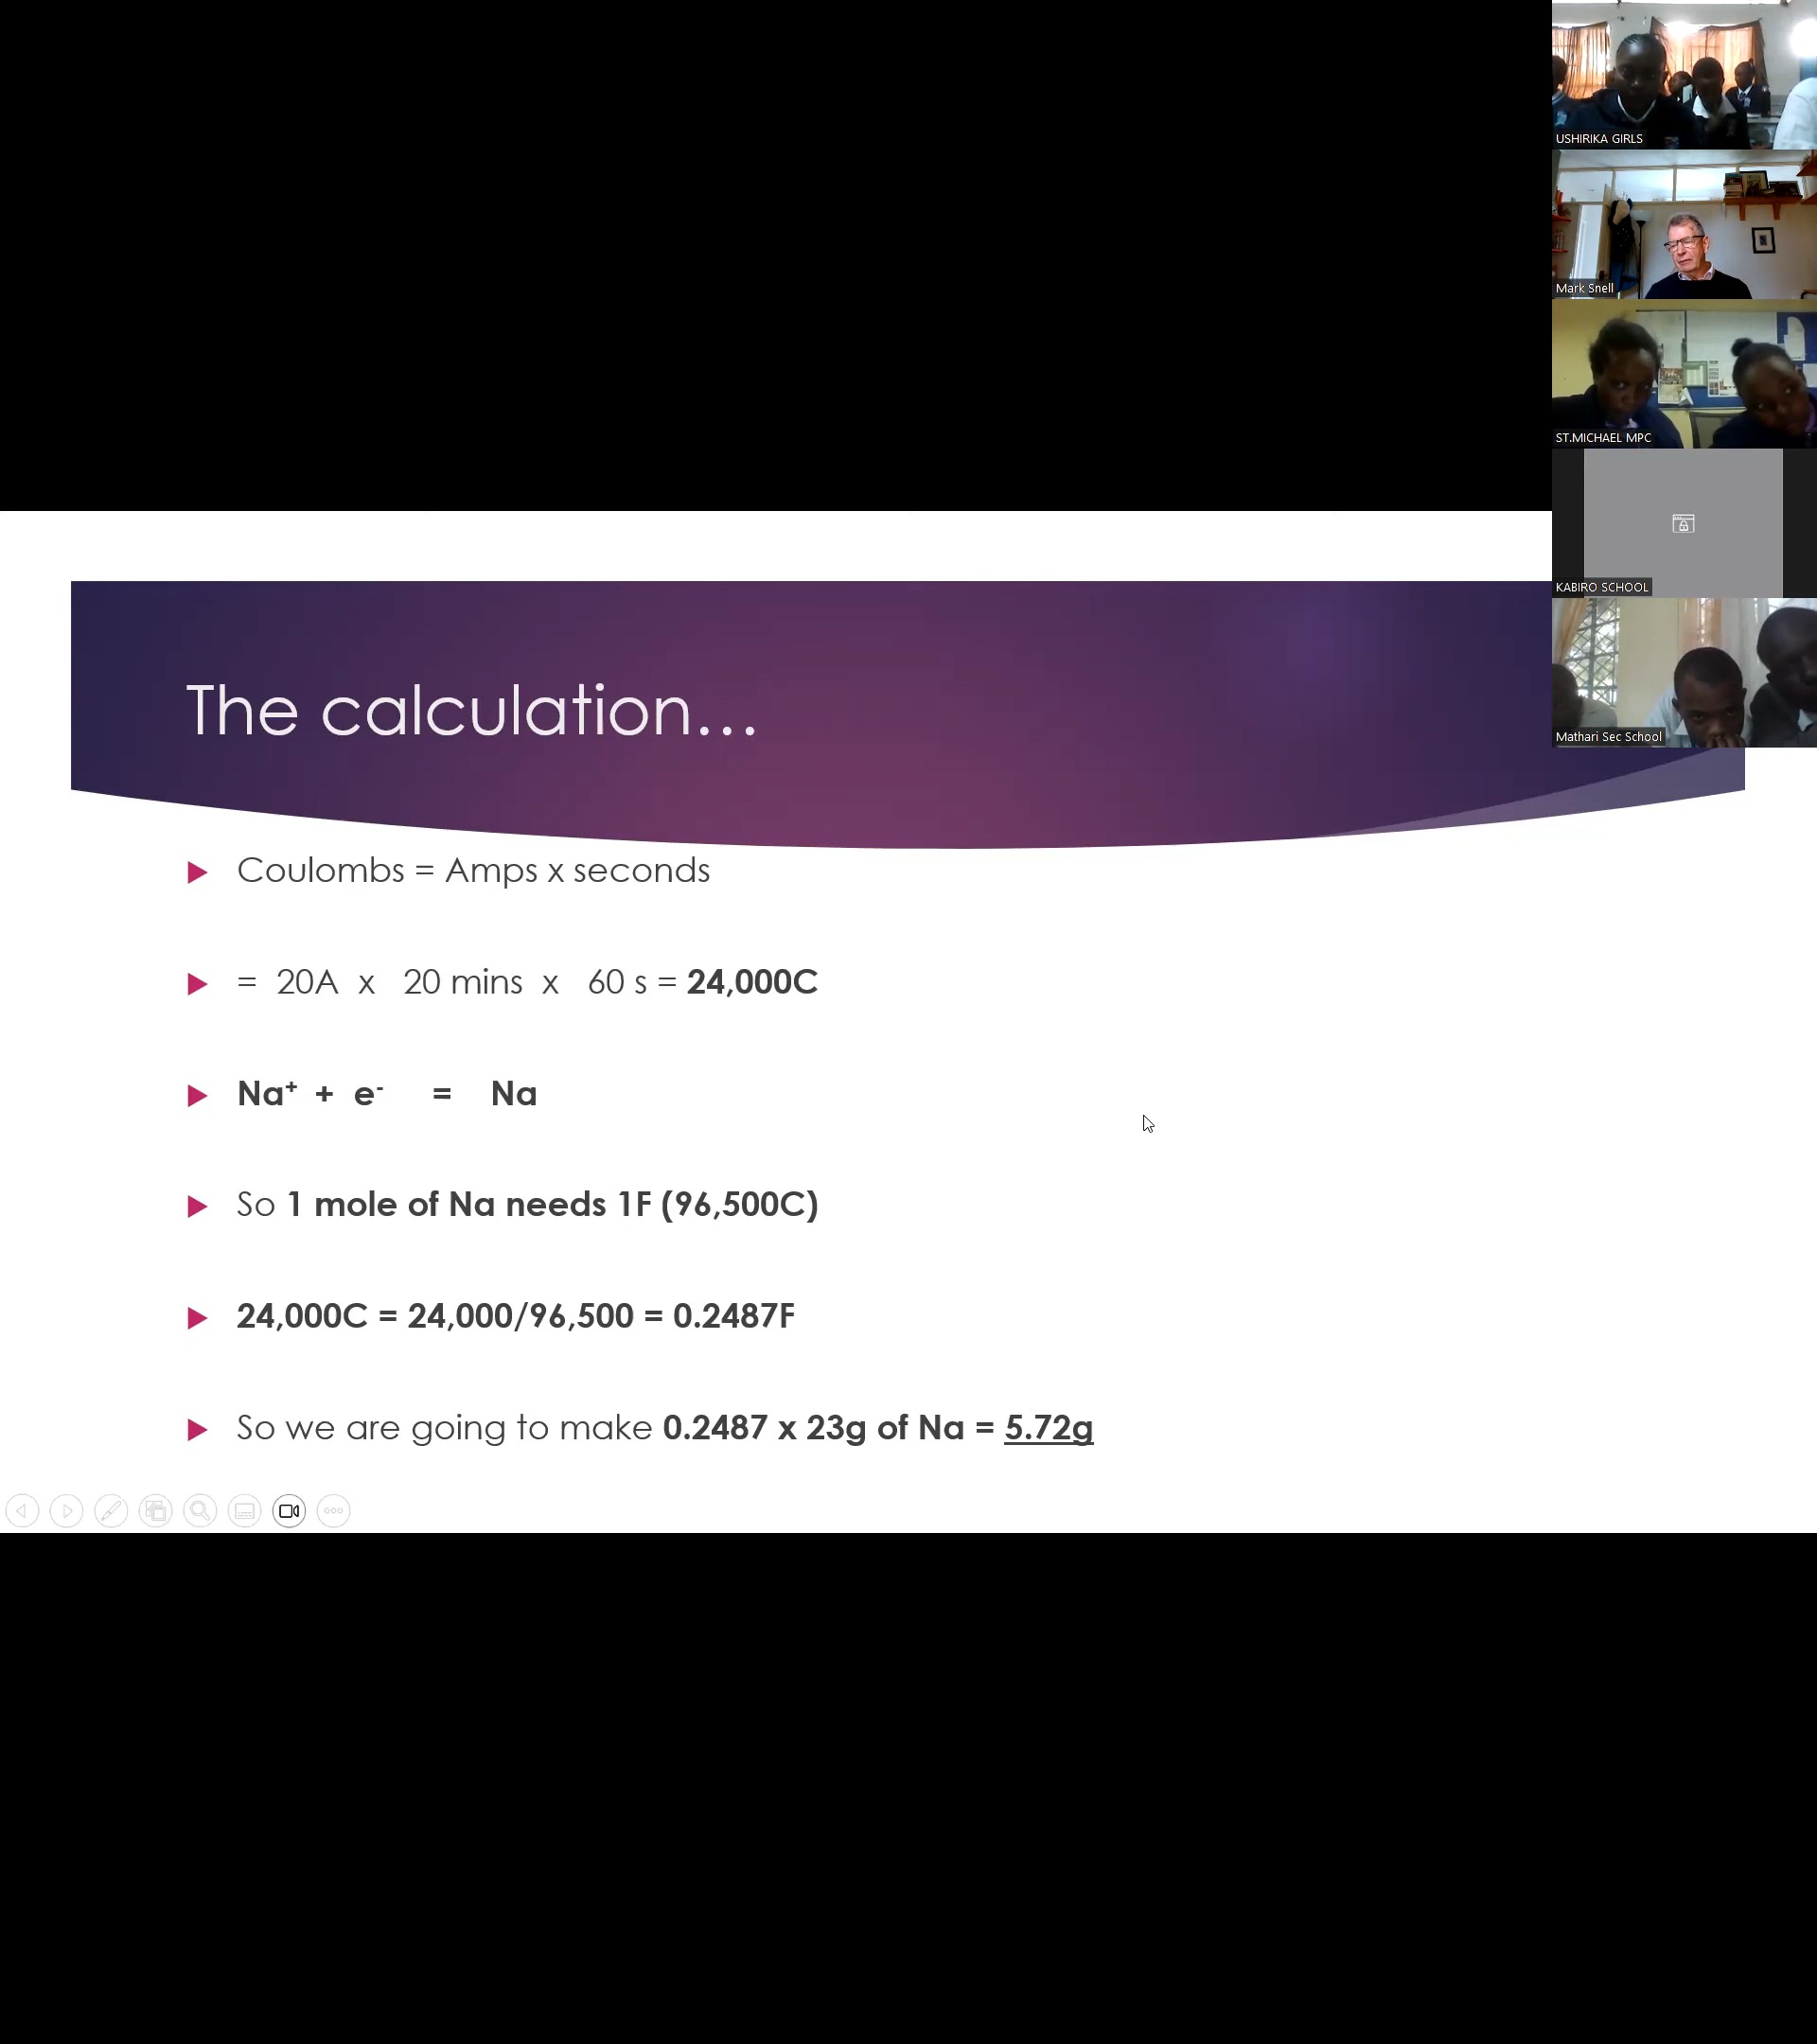 USHIRIKA GIRLS
Mark Snell
ST.MICHAEL MPC
KABIRO SCHOOL
Mathari Sec School
The calculation...
Coulombs = Amps x seconds
= 20A x 20 mins x 60 s = 24,000C
Na⁺ + e⁻ = Na
So 1 mole of Na needs 1F (96,500C)
24,000C = 24,000/96,500 = 0.2487F
So we are going to make 0.2487 x 23g of Na = 5.72g